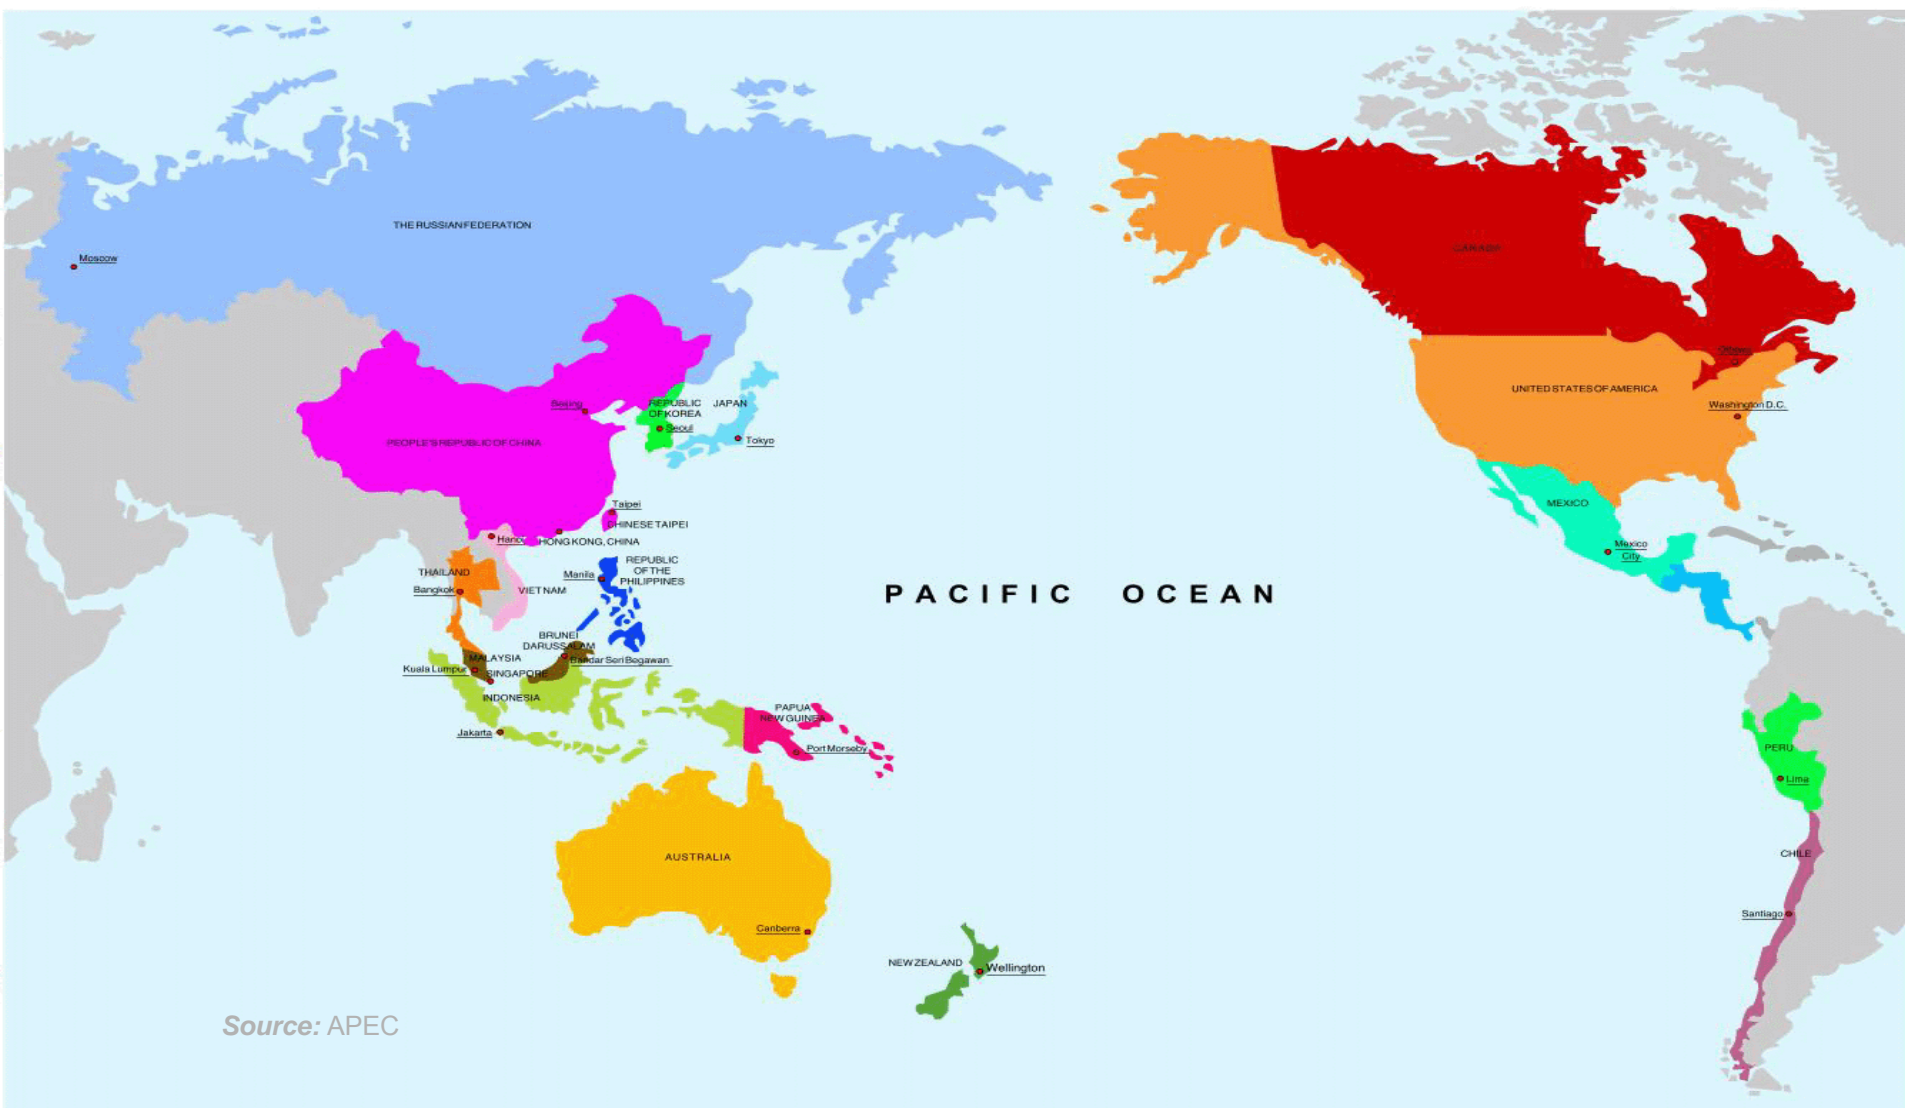 THE RUSSIAN FEDERATION
Moscow
CANADA
Ottawa
UNITED STATES OF AMERICA
Washington D.C.
Beijing
REPUBLIC
OF KOREA
JAPAN
Seoul
Tokyo
PEOPLE'S REPUBLIC OF CHINA
Taipei
CHINESE TAIPEI
Hanoi
HONG KONG, CHINA
MEXICO
Mexico
City
THAILAND
Bangkok
VIETNAM
Manila
REPUBLIC
OF THE
PHILIPPINES
PACIFIC OCEAN
BRUNEI
DARUSSALAM
Bandar Seri Begawan
MALAYSIA
Kuala Lumpur
SINGAPORE
INDONESIA
Jakarta
PAPUA
NEW GUINEA
Port Morseby
PERU
Lima
AUSTRALIA
Canberra
CHILE
Santiago
NEW ZEALAND
Wellington
Source: APEC